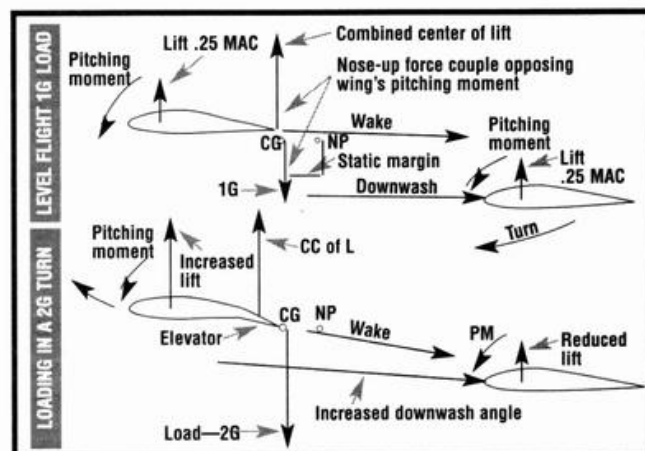 LEVEL FLIGHT 1G LOAD
Lift .25 MAC
Combined center of lift
Pitching
moment
Nose-up force couple opposing
wing's pitching moment
Wake
CG
NP
Static margin
Pitching
moment
Lift
.25 MAC
1G
Downwash
Turn
LOADING IN A 2G TURN
Pitching
moment
Increased
lift
CC of L
CG
NP
Elevator
Wake
PM
Reduced
lift
Increased downwash angle
Load—2G